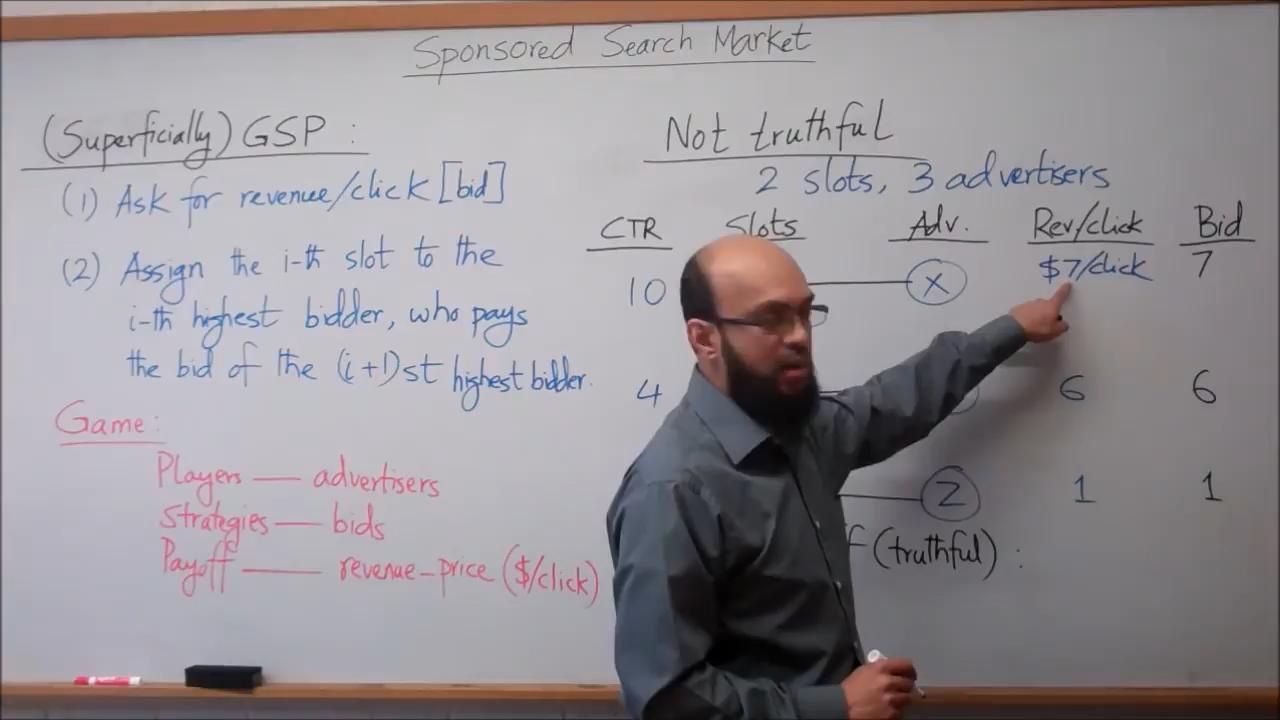 Sponsored Search Market
(Superficially) GSP:
(1) Ask for revenue/click [bid]
(2) Assign the i-th slot to the
i-th highest bidder, who pays
the bid of the (i+1)st highest bidder.
Game:
Players — advertisers
Strategies — bids
Payoff — revenue-price ($/click)
Not truthful
2 slots, 3 advertisers
CTR Slots Adv. Rev/click Bid
10 X $7/click 7
4 6 6
Z 1 1
(truthful):